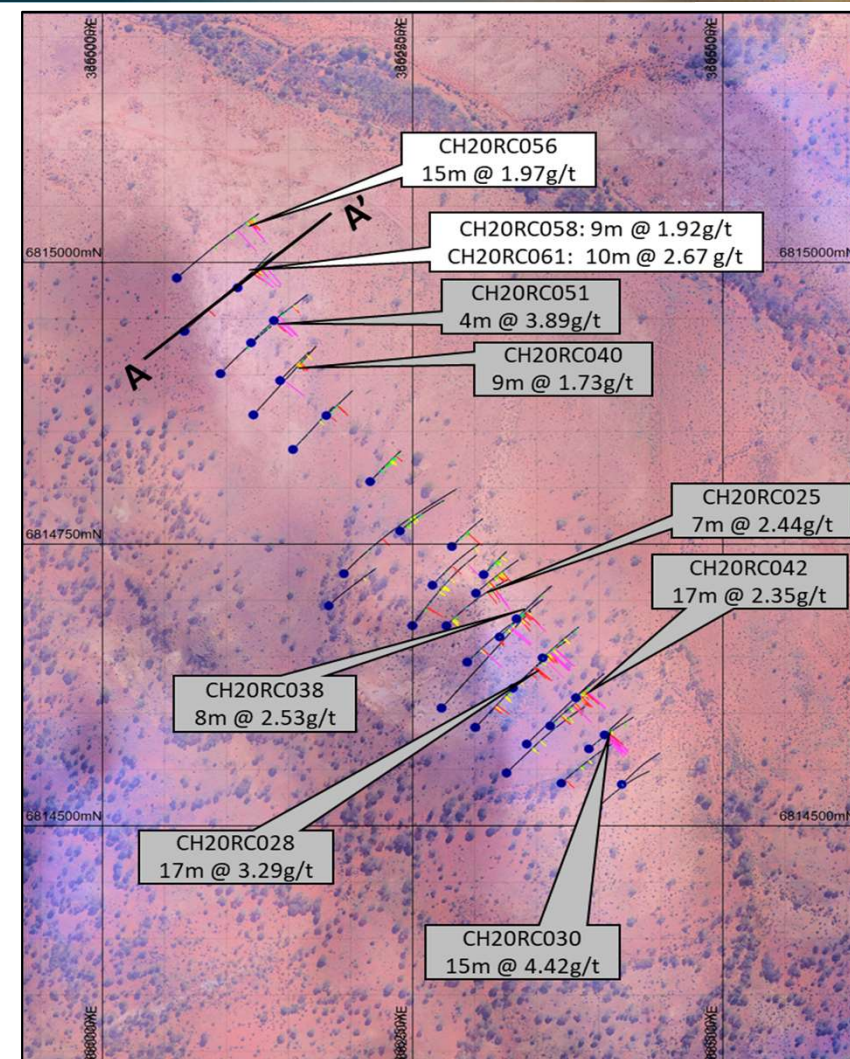 CH20RC056
15m @ 1.97g/t
A'
6815000mN
CH20RC058: 9m @ 1.92g/t
CH20RC061: 10m @ 2.67 g/t
CH20RC051
4m @ 3.89g/t
A
CH20RC040
9m @ 1.73g/t
CH20RC025
7m @ 2.44g/t
6814750mN
CH20RC042
17m @ 2.35g/t
CH20RC038
8m @ 2.53g/t
6814500mN
CH20RC028
17m @ 3.29g/t
CH20RC030
15m @ 4.42g/t